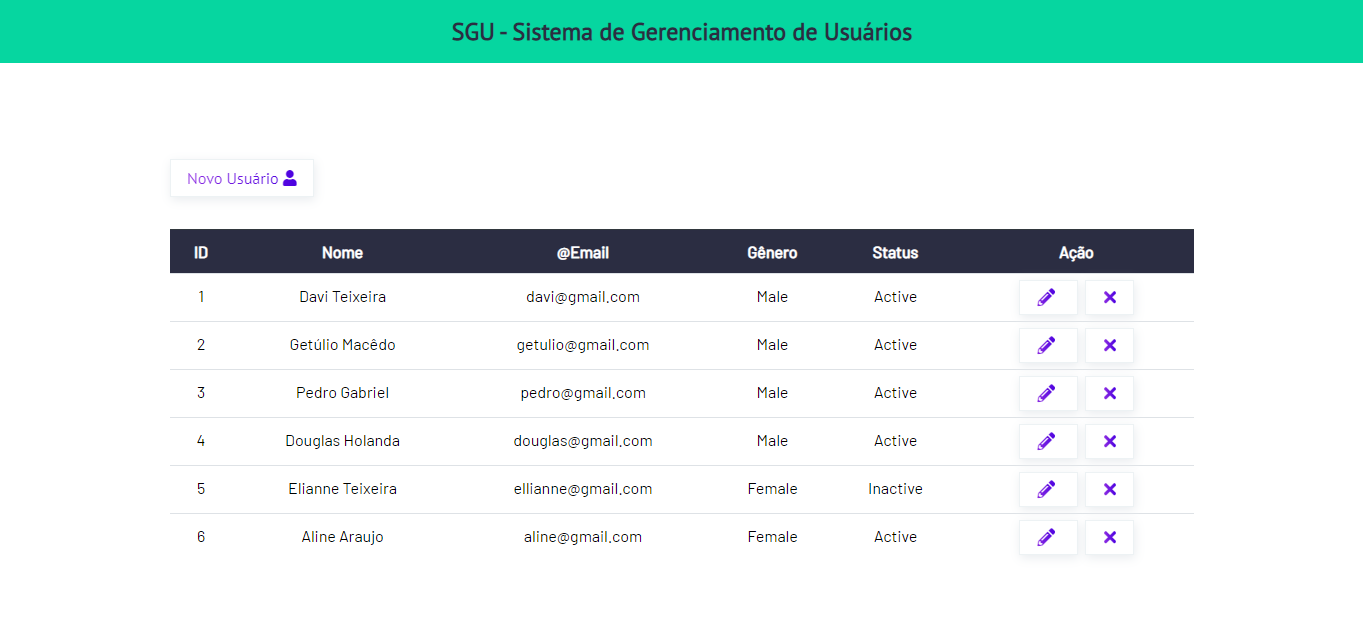 SGU - Sistema de Gerenciamento de Usuários
Novo Usuário
ID Nome @Email Gênero Status Ação
1 Davi Teixeira davi@gmail.com Male Active
2 Getúlio Macêdo getulio@gmail.com Male Active
3 Pedro Gabriel pedro@gmail.com Male Active
4 Douglas Holanda douglas@gmail.com Male Active
5 Elianne Teixeira ellianne@gmail.com Female Inactive
6 Aline Araujo aline@gmail.com Female Active